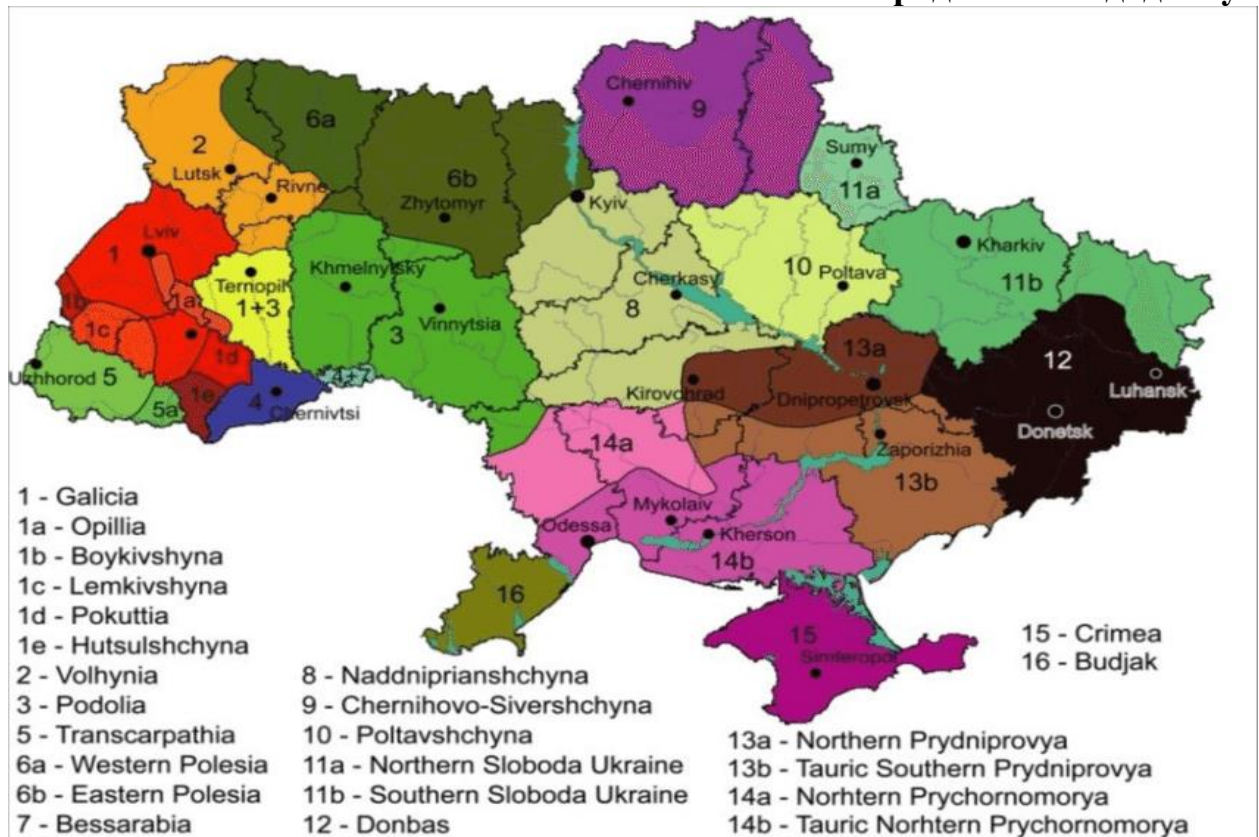 Chernihiv
9
6a
2
Sumy
Lutsk
11a
Rivne
6b
Zhytomyr
Kyiv
Lviv
1
Kharkiv
Khmelnytsky
Ternopil
1+3
Cherkasy
10
Poltava
11b
1b
1a
8
Vinnytsia
1c
3
12
1d
13a
Uzhhorod
5
Luhansk
1e
4
Kirovohrad
Dnipropetrovsk
5a
Chernivtsi
Donetsk
14a
Zaporizhia
13b
Mykolaiv
Odessa
Kherson
14b
16
15
Simferopol
1 - Galicia
1a - Opillia
1b - Boykivshyna
1c - Lemkivshyna
1d - Pokuttia
1e - Hutsulshchyna
2 - Volhynia
3 - Podolia
5 - Transcarpathia
6a - Western Polesia
6b - Eastern Polesia
7 - Bessarabia
8 - Naddniprianshchyna
9 - Chernihovo-Sivershchyna
10 - Poltavshchyna
11a - Northern Sloboda Ukraine
11b - Southern Sloboda Ukraine
12 - Donbas
13a - Northern Prydniprovya
13b - Tauric Southern Prydniprovya
14a - Norhtern Prychornomorya
14b - Tauric Norhtern Prychornomorya
15 - Crimea
16 - Budjak